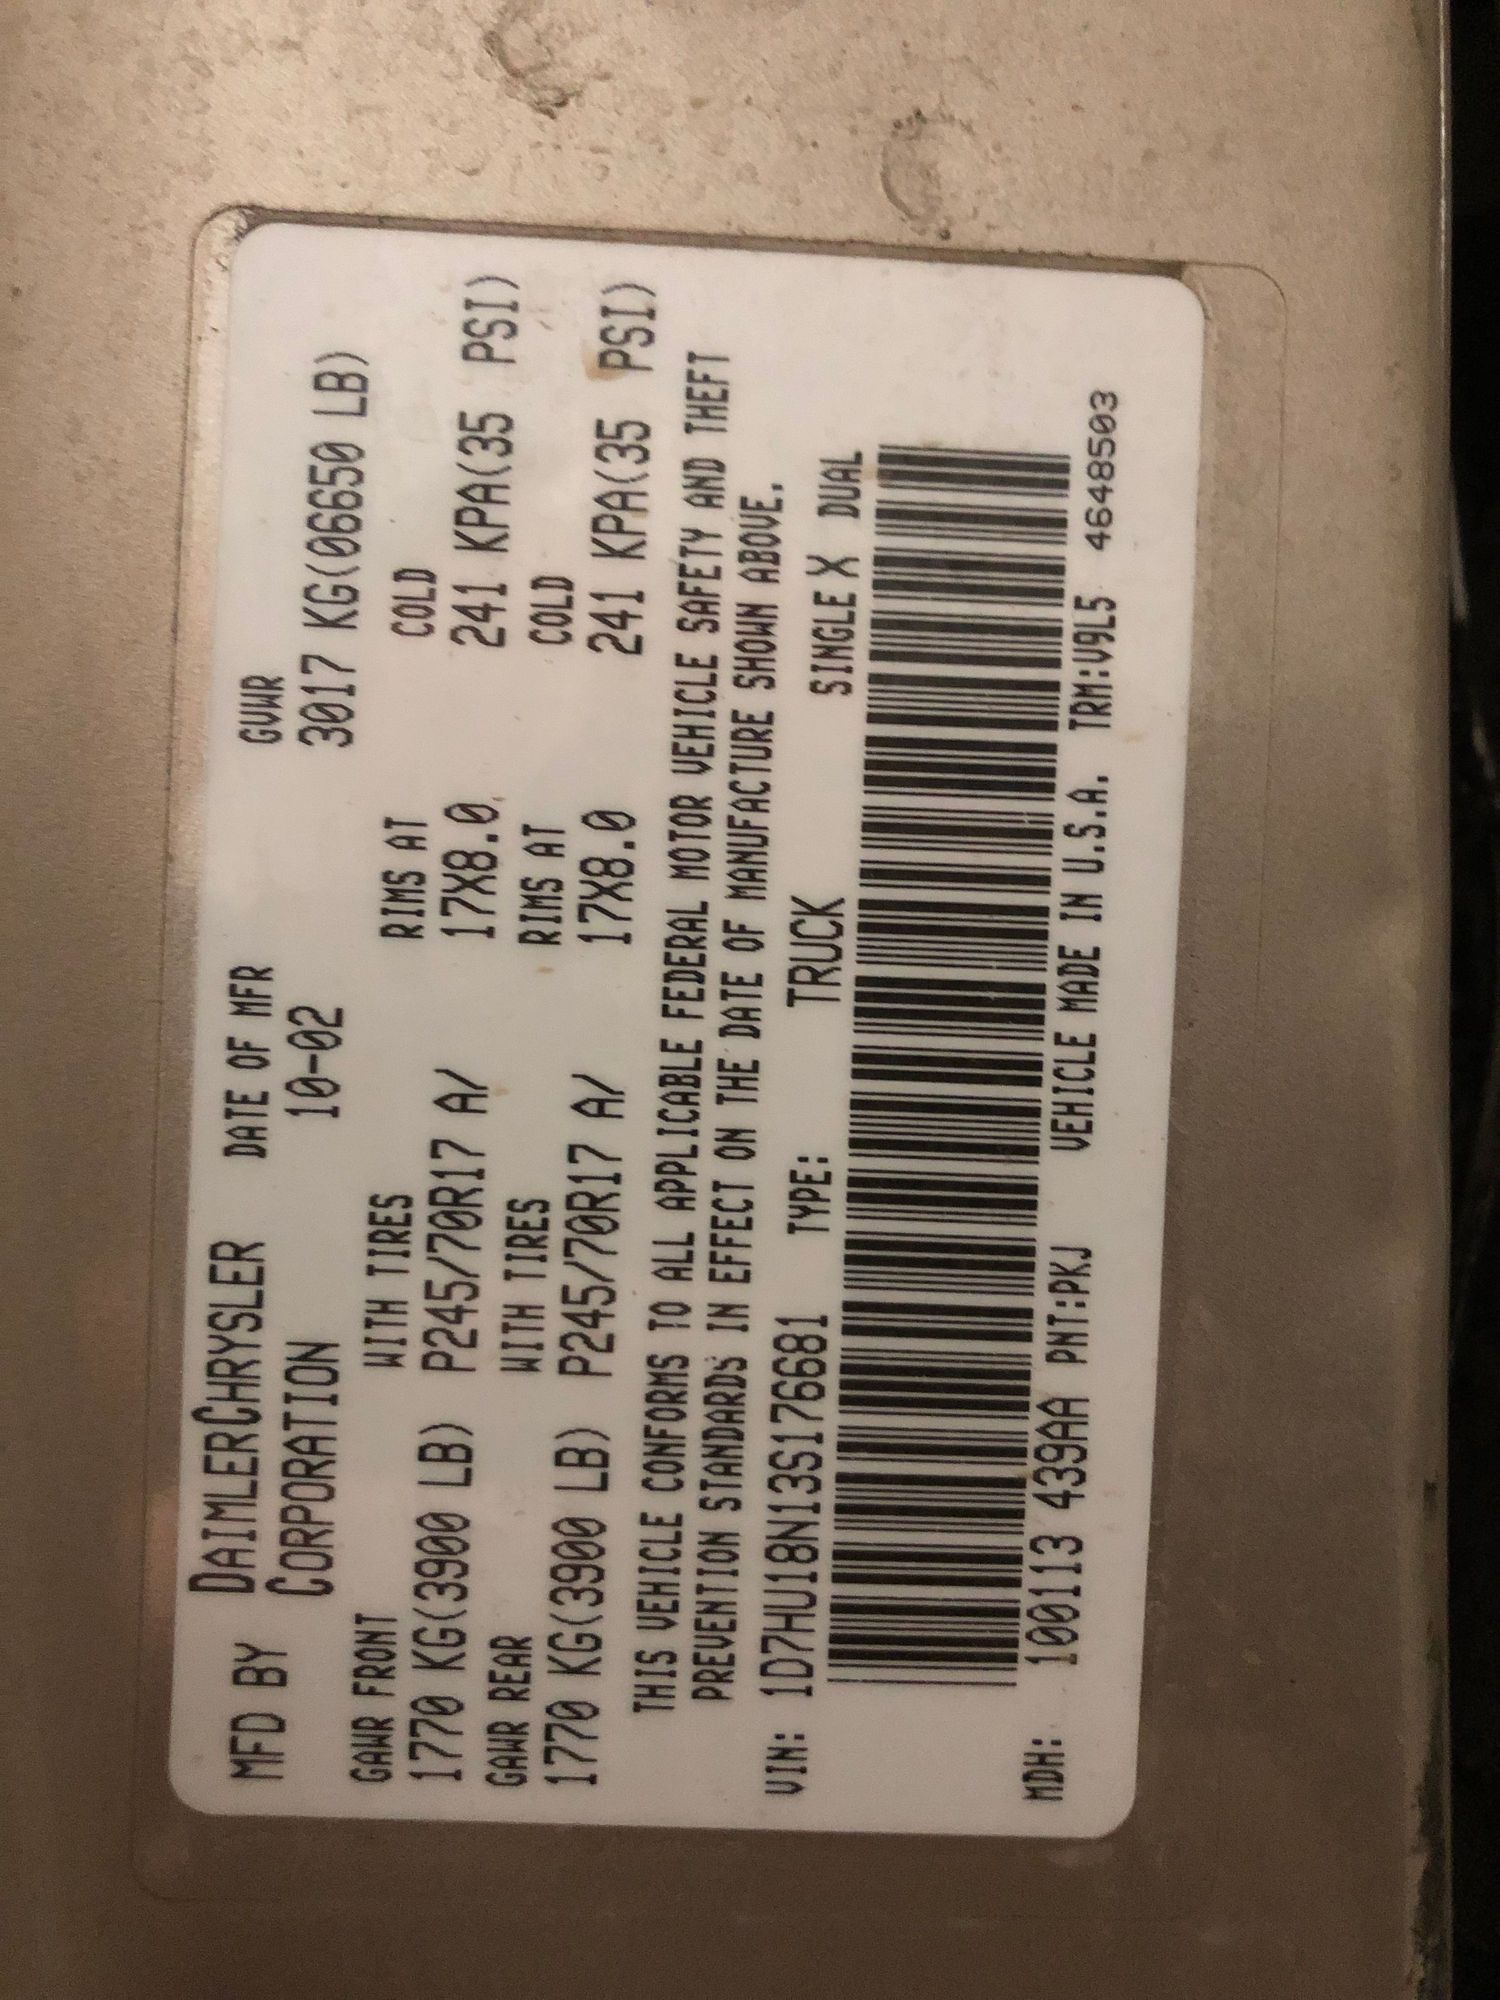 MFD BY DAIMLERCHRYSLER CORPORATION DATE OF MFR 10-02 GVWR 3017 KG(06650 LB)
GAWR FRONT WITH TIRES RIMS AT COLD
1770 KG(3900 LB) P245/70R17 A/ 17X8.0 241 KPA(35 PSI)
GAWR REAR WITH TIRES RIMS AT COLD
1770 KG(3900 LB) P245/70R17 A/ 17X8.0 241 KPA(35 PSI)
THIS VEHICLE CONFORMS TO ALL APPLICABLE FEDERAL MOTOR VEHICLE SAFETY AND THEFT
PREVENTION STANDARDS IN EFFECT ON THE DATE OF MANUFACTURE SHOWN ABOVE.
VIN: 1D7HU18N13S176681 TYPE: TRUCK SINGLE X DUAL
MDH: 100113 439AA PNT:PKJ VEHICLE MADE IN U.S.A. TRM:V9L5 4648503